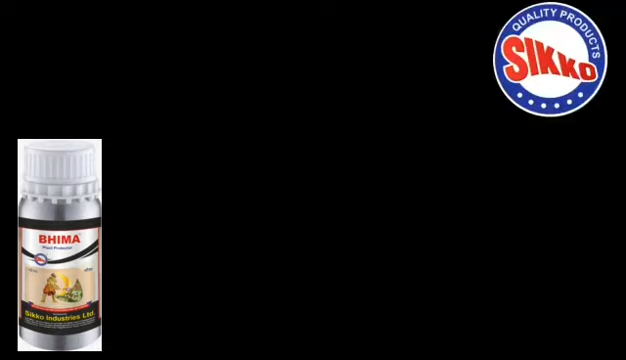 QUALITY PRODUCTS
SIKKO
BHIMA
Plant Protector
Sikko Industries Ltd.